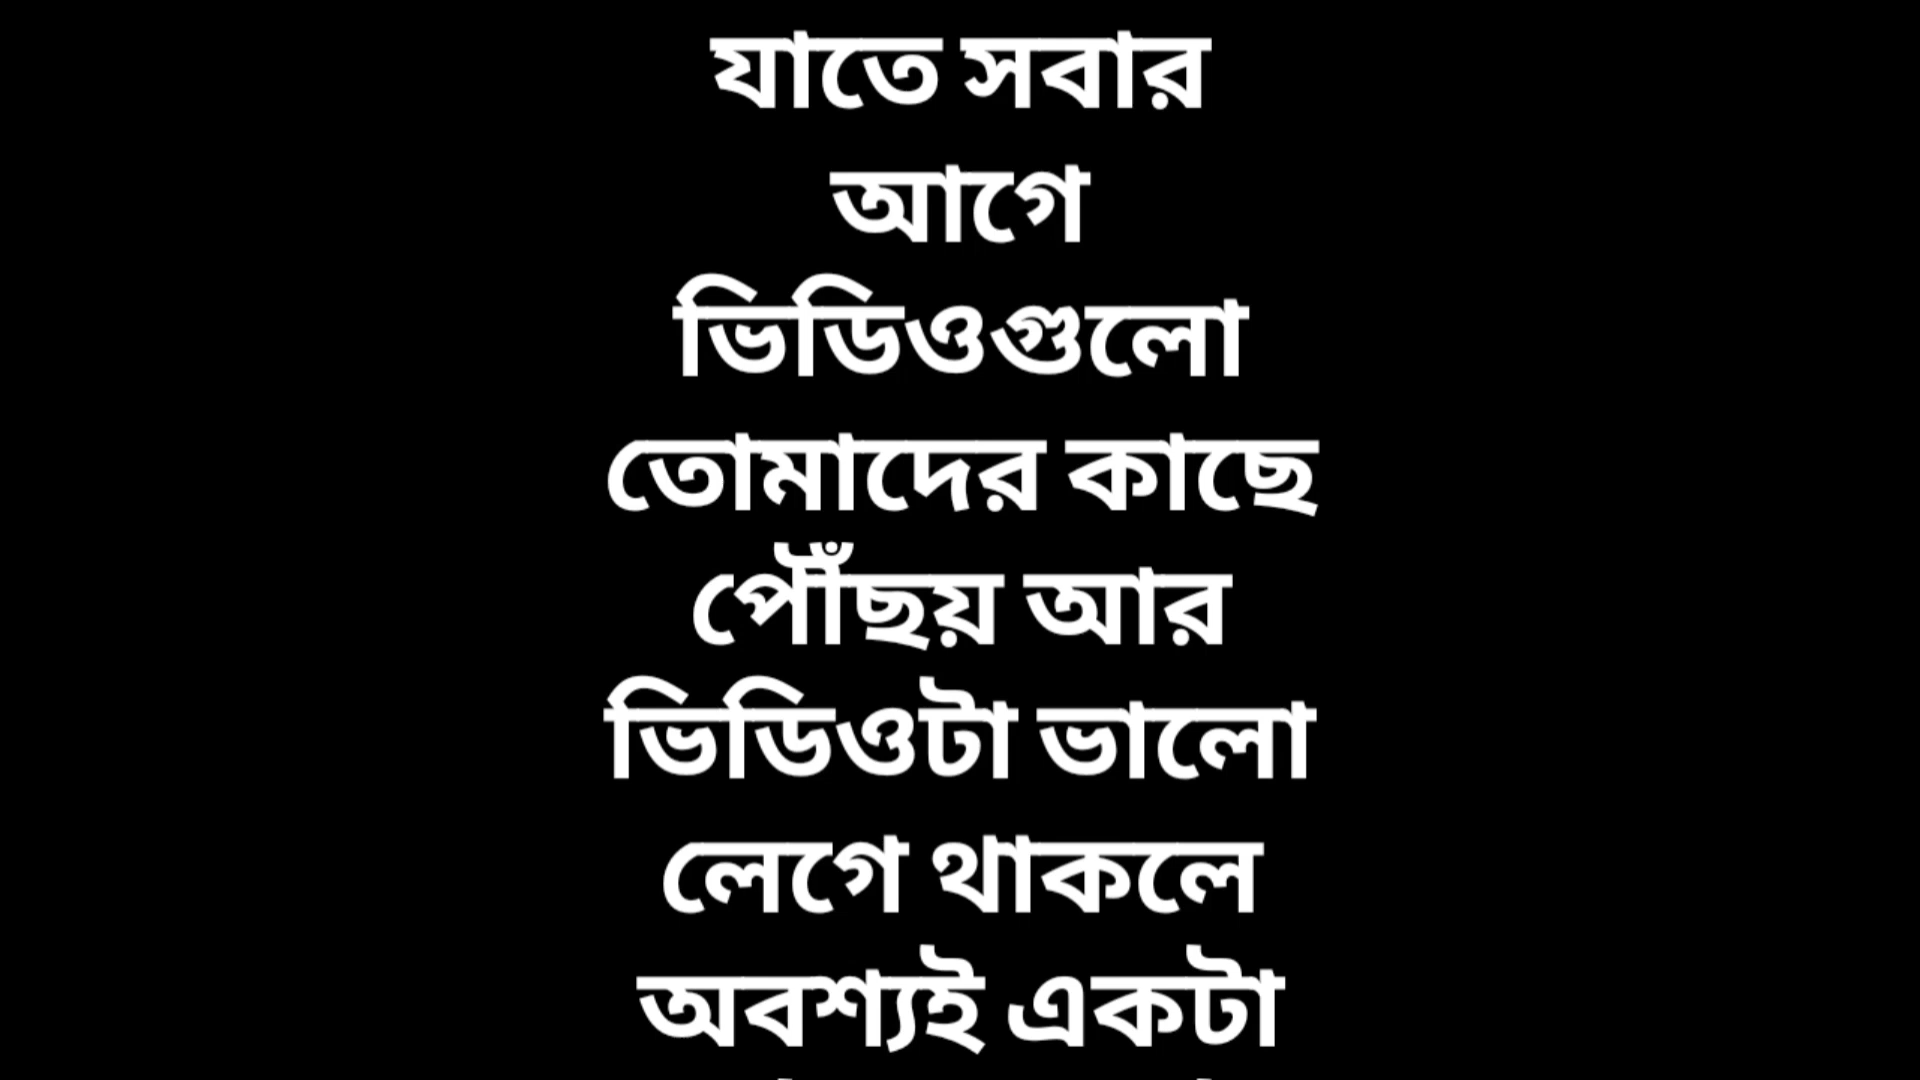 যাতে সবার
আগে
ভিডিওগুলো
তোমাদের কাছে
পৌঁছয় আর
ভিডিওটা ভালো
লেগে থাকলে
অবশ্যই একটা